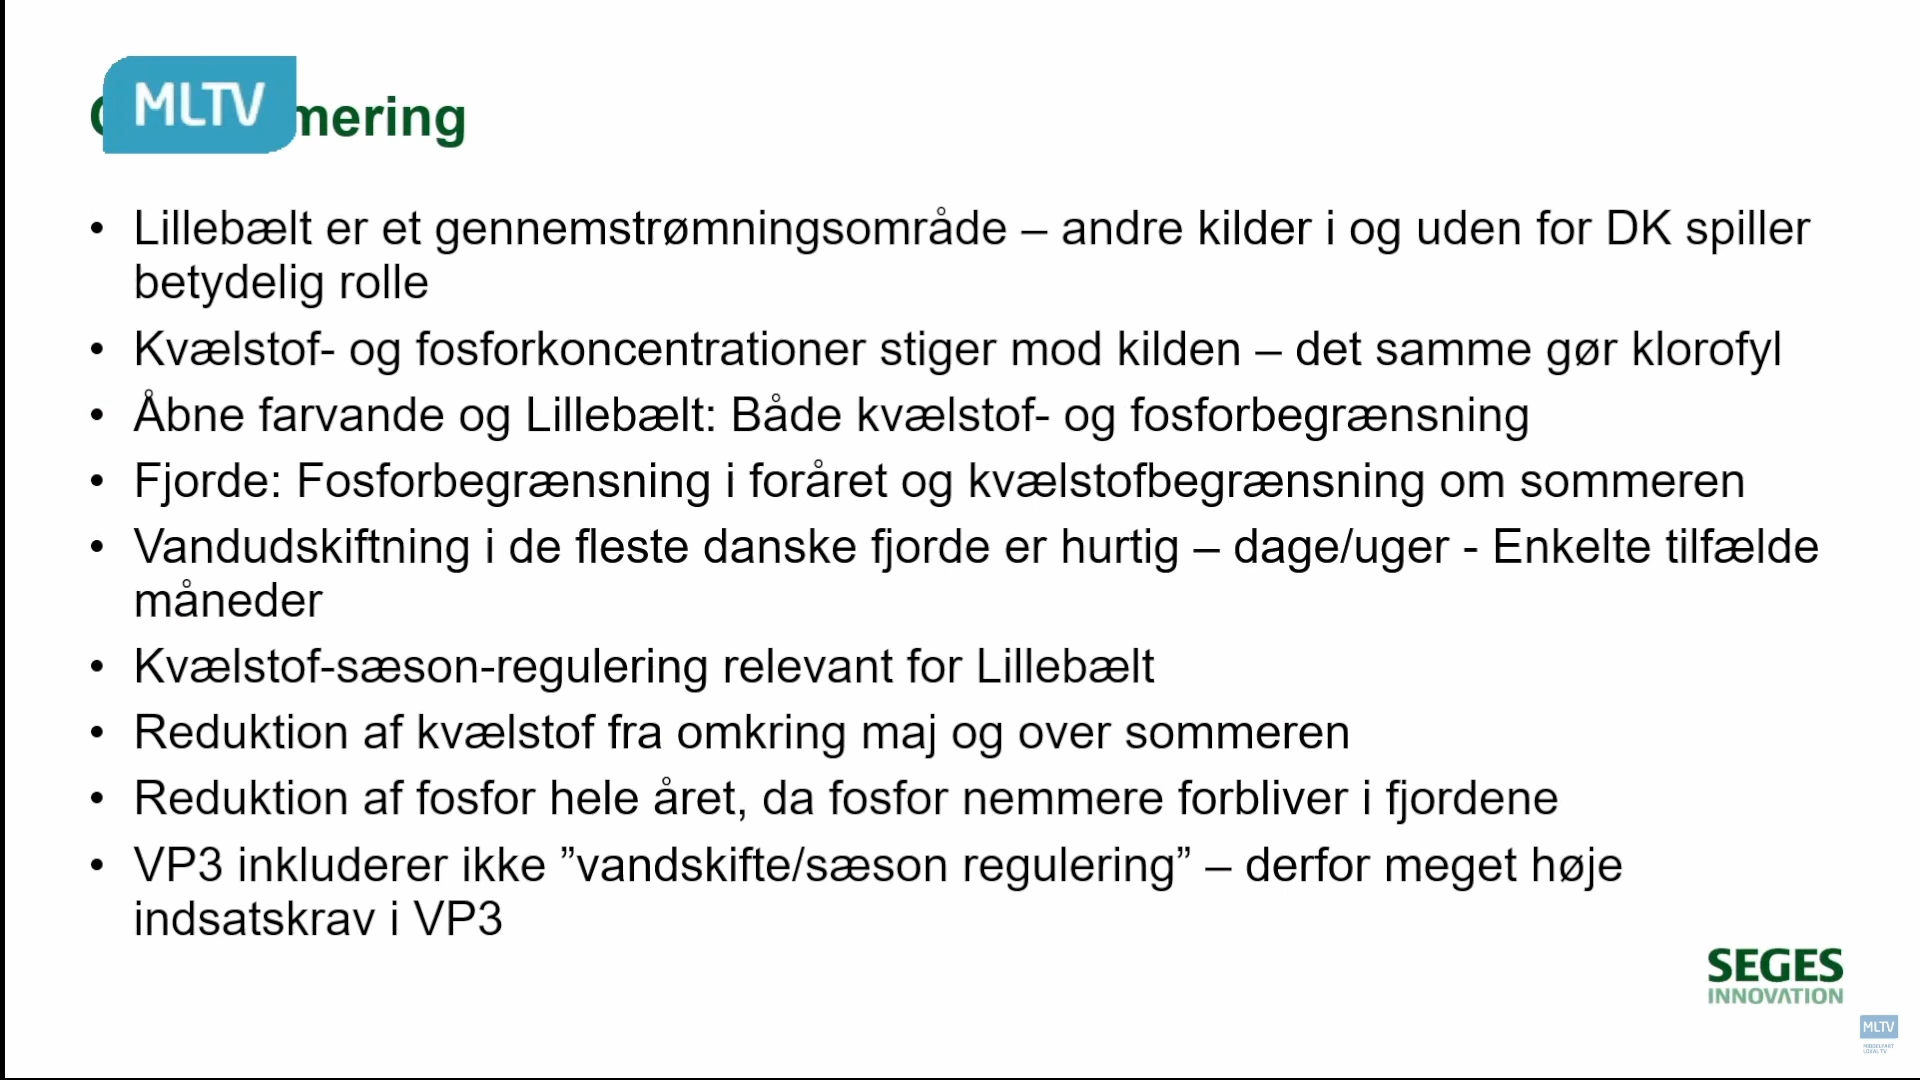 MLTV
mering
• Lillebælt er et gennemstrømningsområde – andre kilder i og uden for DK spiller
betydelig rolle
• Kvælstof- og fosforkoncentrationer stiger mod kilden – det samme gør klorofyl
• Åbne farvande og Lillebælt: Både kvælstof- og fosforbegrænsning
• Fjorde: Fosforbegrænsning i foråret og kvælstofbegrænsning om sommeren
• Vandudskiftning i de fleste danske fjorde er hurtig – dage/uger - Enkelte tilfælde
måneder
• Kvælstof-sæson-regulering relevant for Lillebælt
• Reduktion af kvælstof fra omkring maj og over sommeren
• Reduktion af fosfor hele året, da fosfor nemmere forbliver i fjordene
• VP3 inkluderer ikke ”vandskifte/sæson regulering” – derfor meget høje
indsatskrav i VP3
SEGES
INNOVATION
MLTV
MIDDELFART
LOKAL TV